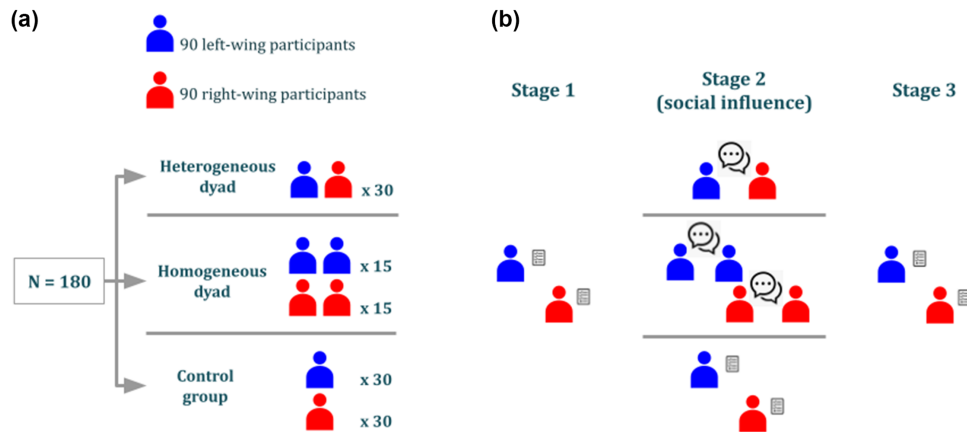 (a)
90 left-wing participants
90 right-wing participants
N = 180
Heterogeneous
dyad
x 30
Homogeneous
dyad
x 15
x 15
Control
group
x 30
x 30
(b)
Stage 1
Stage 2
(social influence)
Stage 3